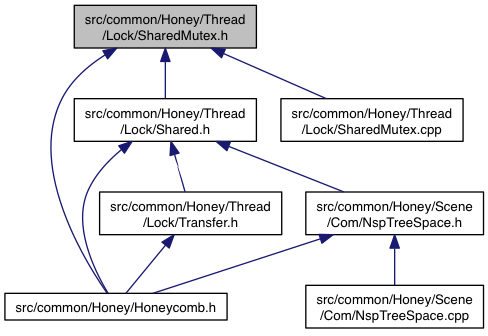 src/common/Honey/Thread
/Lock/SharedMutex.h
src/common/Honey/Thread
/Lock/Shared.h
src/common/Honey/Thread
/Lock/SharedMutex.cpp
src/common/Honey/Thread
/Lock/Transfer.h
src/common/Honey/Scene
/Com/NspTreeSpace.h
src/common/Honey/Honeycomb.h
src/common/Honey/Scene
/Com/NspTreeSpace.cpp